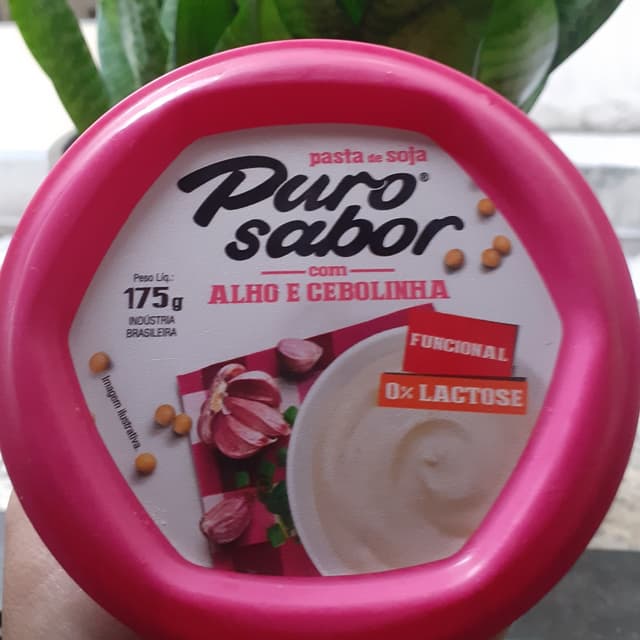 pasta de soja
Puro®
sabor
com
ALHO E CEBOLINHA
Peso Líq.:
175g
INDÚSTRIA
BRASILEIRA
FUNCIONAL
0% LACTOSE
Imagem ilustrativa.